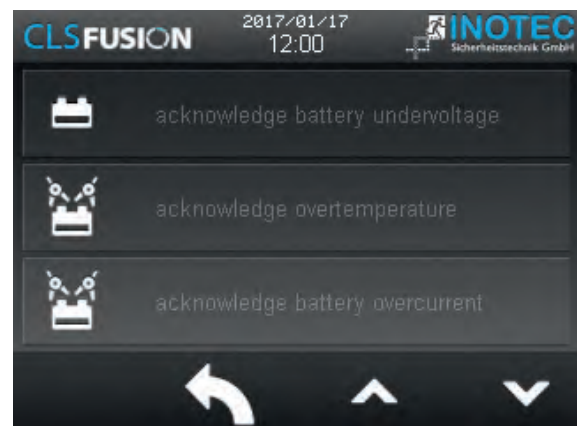 CLSFUSION
2017/01/17
12:00
INOTEC
Sicherheitstechnik GmbH
acknowledge battery undervoltage
acknowledge overtemperature
acknowledge battery overcurrent